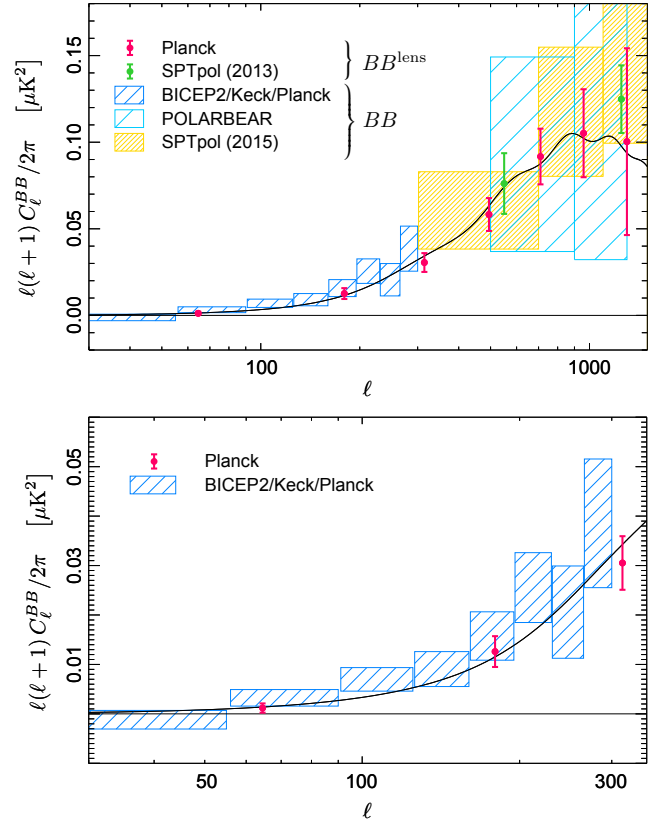 0.15
0.10
0.05
0.00
ℓ(ℓ + 1) C_ℓ^{BB}/2π [μK²]
Planck
SPTpol (2013)
BB^{lens}
BICEP2/Keck/Planck
POLARBEAR
SPTpol (2015)
BB
100
1000
ℓ
0.05
0.03
0.01
ℓ(ℓ + 1) C_ℓ^{BB}/2π [μK²]
Planck
BICEP2/Keck/Planck
50
100
300
ℓ